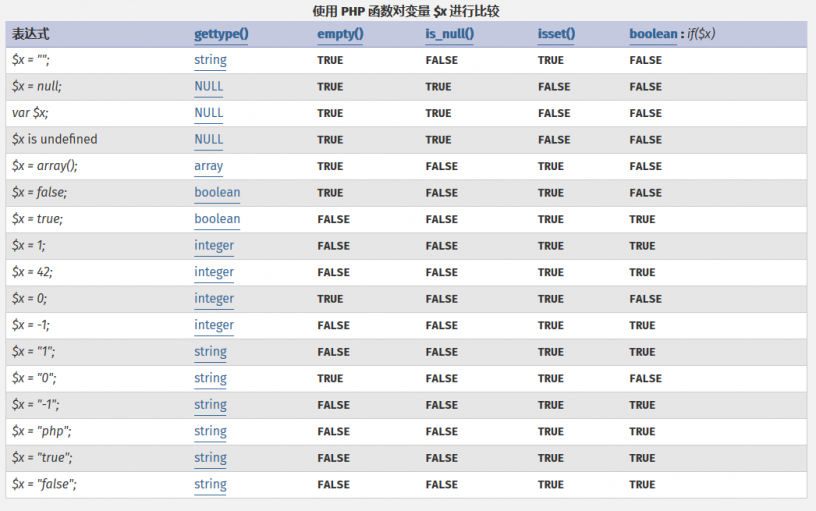 使用 PHP 函数对变量 $x 进行比较
表达式 gettype() empty() is_null() isset() boolean : if($x)
$x = ""; string TRUE FALSE TRUE FALSE
$x = null; NULL TRUE TRUE FALSE FALSE
var $x; NULL TRUE TRUE FALSE FALSE
$x is undefined NULL TRUE TRUE FALSE FALSE
$x = array(); array TRUE FALSE TRUE FALSE
$x = false; boolean TRUE FALSE TRUE FALSE
$x = true; boolean FALSE FALSE TRUE TRUE
$x = 1; integer FALSE FALSE TRUE TRUE
$x = 42; integer FALSE FALSE TRUE TRUE
$x = 0; integer TRUE FALSE TRUE FALSE
$x = -1; integer FALSE FALSE TRUE TRUE
$x = "1"; string FALSE FALSE TRUE TRUE
$x = "0"; string TRUE FALSE TRUE FALSE
$x = "-1"; string FALSE FALSE TRUE TRUE
$x = "php"; string FALSE FALSE TRUE TRUE
$x = "true"; string FALSE FALSE TRUE TRUE
$x = "false"; string FALSE FALSE TRUE TRUE